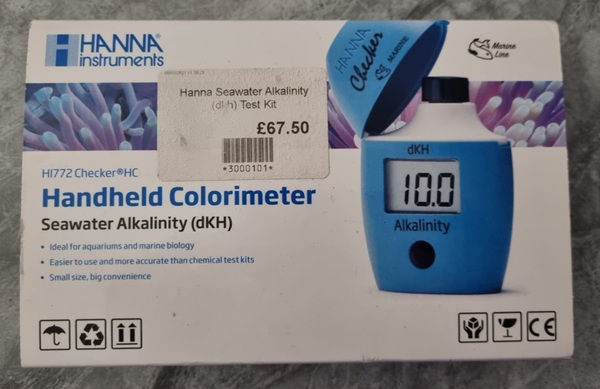 HANNA
instruments
Hanna Seawater Alkalinity
(dkh) Test Kit
£67.50
*3000101*
HANNA
Checker
MARINE
Marine
Line
HI772 Checker®HC
Handheld Colorimeter
Seawater Alkalinity (dKH)
• Ideal for aquariums and marine biology
• Easier to use and more accurate than chemical test kits
• Small size, big convenience
dKH
10.0
Alkalinity
CE